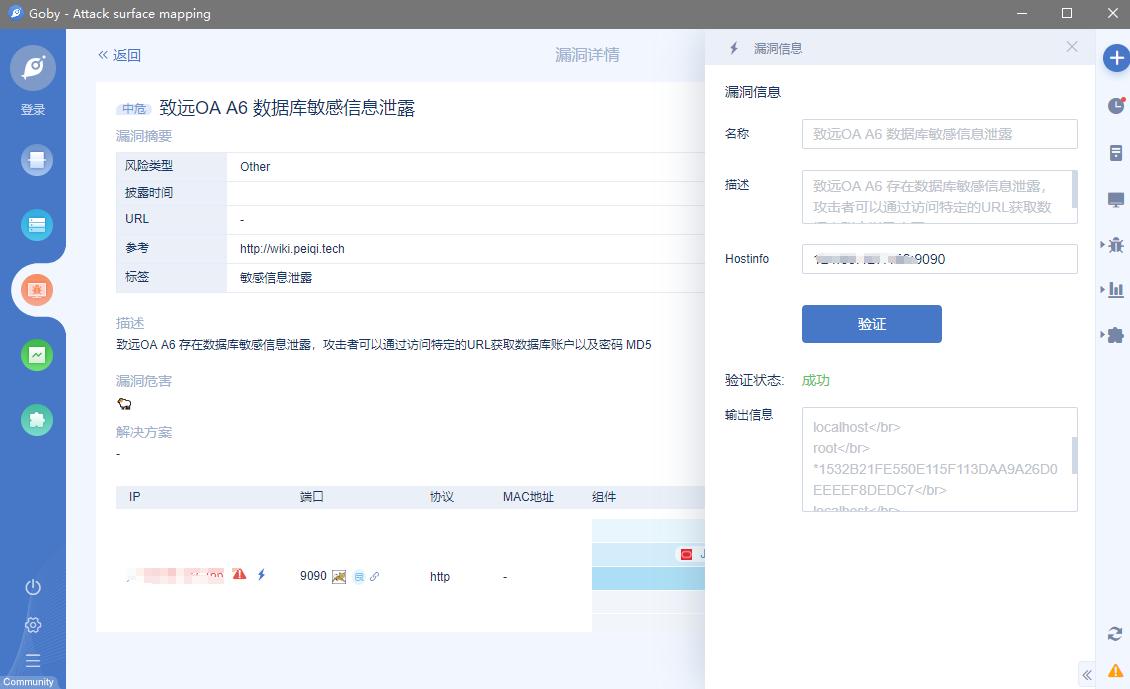 Goby - Attack surface mapping
登录
Community
返回
漏洞详情
中危 致远OA A6 数据库敏感信息泄露
漏洞摘要
风险类型 Other
披露时间
URL -
参考 http://wiki.peiqi.tech
标签 敏感信息泄露
描述
致远OA A6 存在数据库敏感信息泄露，攻击者可以通过访问特定的URL获取数据库账户以及密码 MD5
漏洞危害
解决方案
-
IP 端口 协议 MAC地址 组件
9090 http -
漏洞信息
漏洞信息
名称 致远OA A6 数据库敏感信息泄露
描述 致远OA A6 存在数据库敏感信息泄露，
攻击者可以通过访问特定的URL获取数
Hostinfo :9090
验证
验证状态: 成功
输出信息 localhost</br>
root</br>
*1532B21FE550E115F113DAA9A26D0
EEEEF8DEDC7</br>
localhost</br>